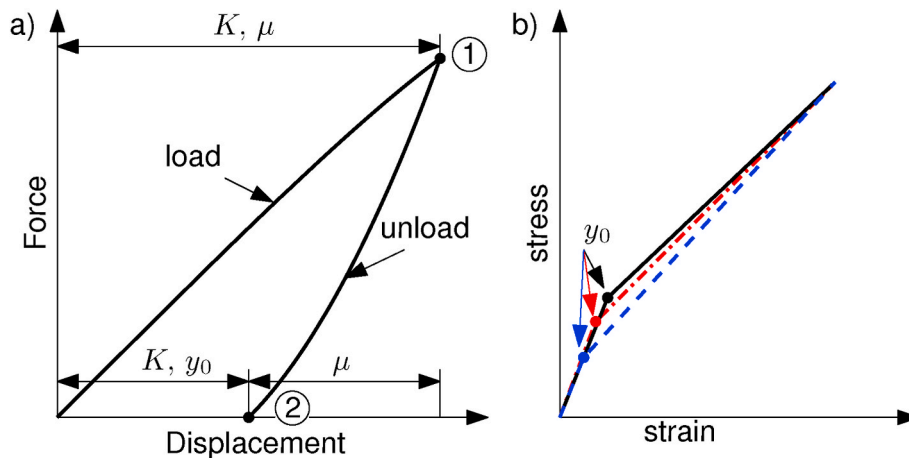 a)
K, μ
1
load
unload
Force
K, y₀
μ
2
Displacement
b)
stress
y₀
strain